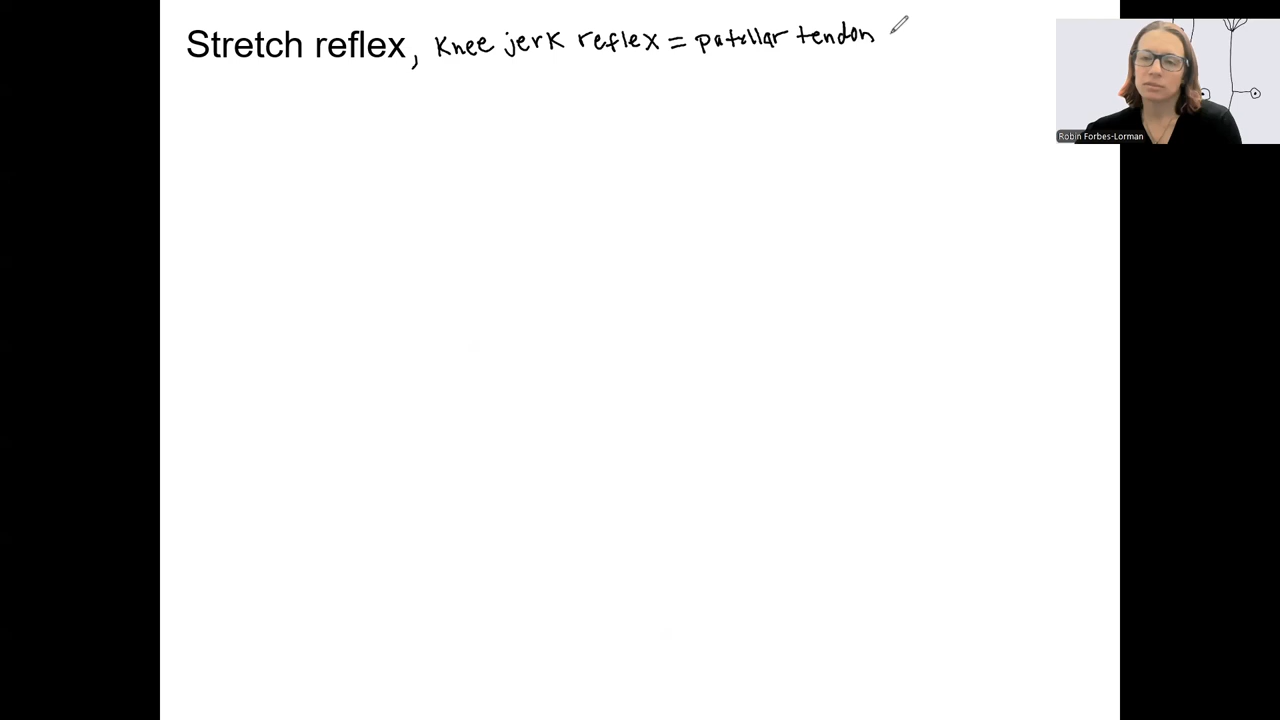 Stretch reflex, Knee jerk reflex = patellar tendon
Robin Forbes-Lorman